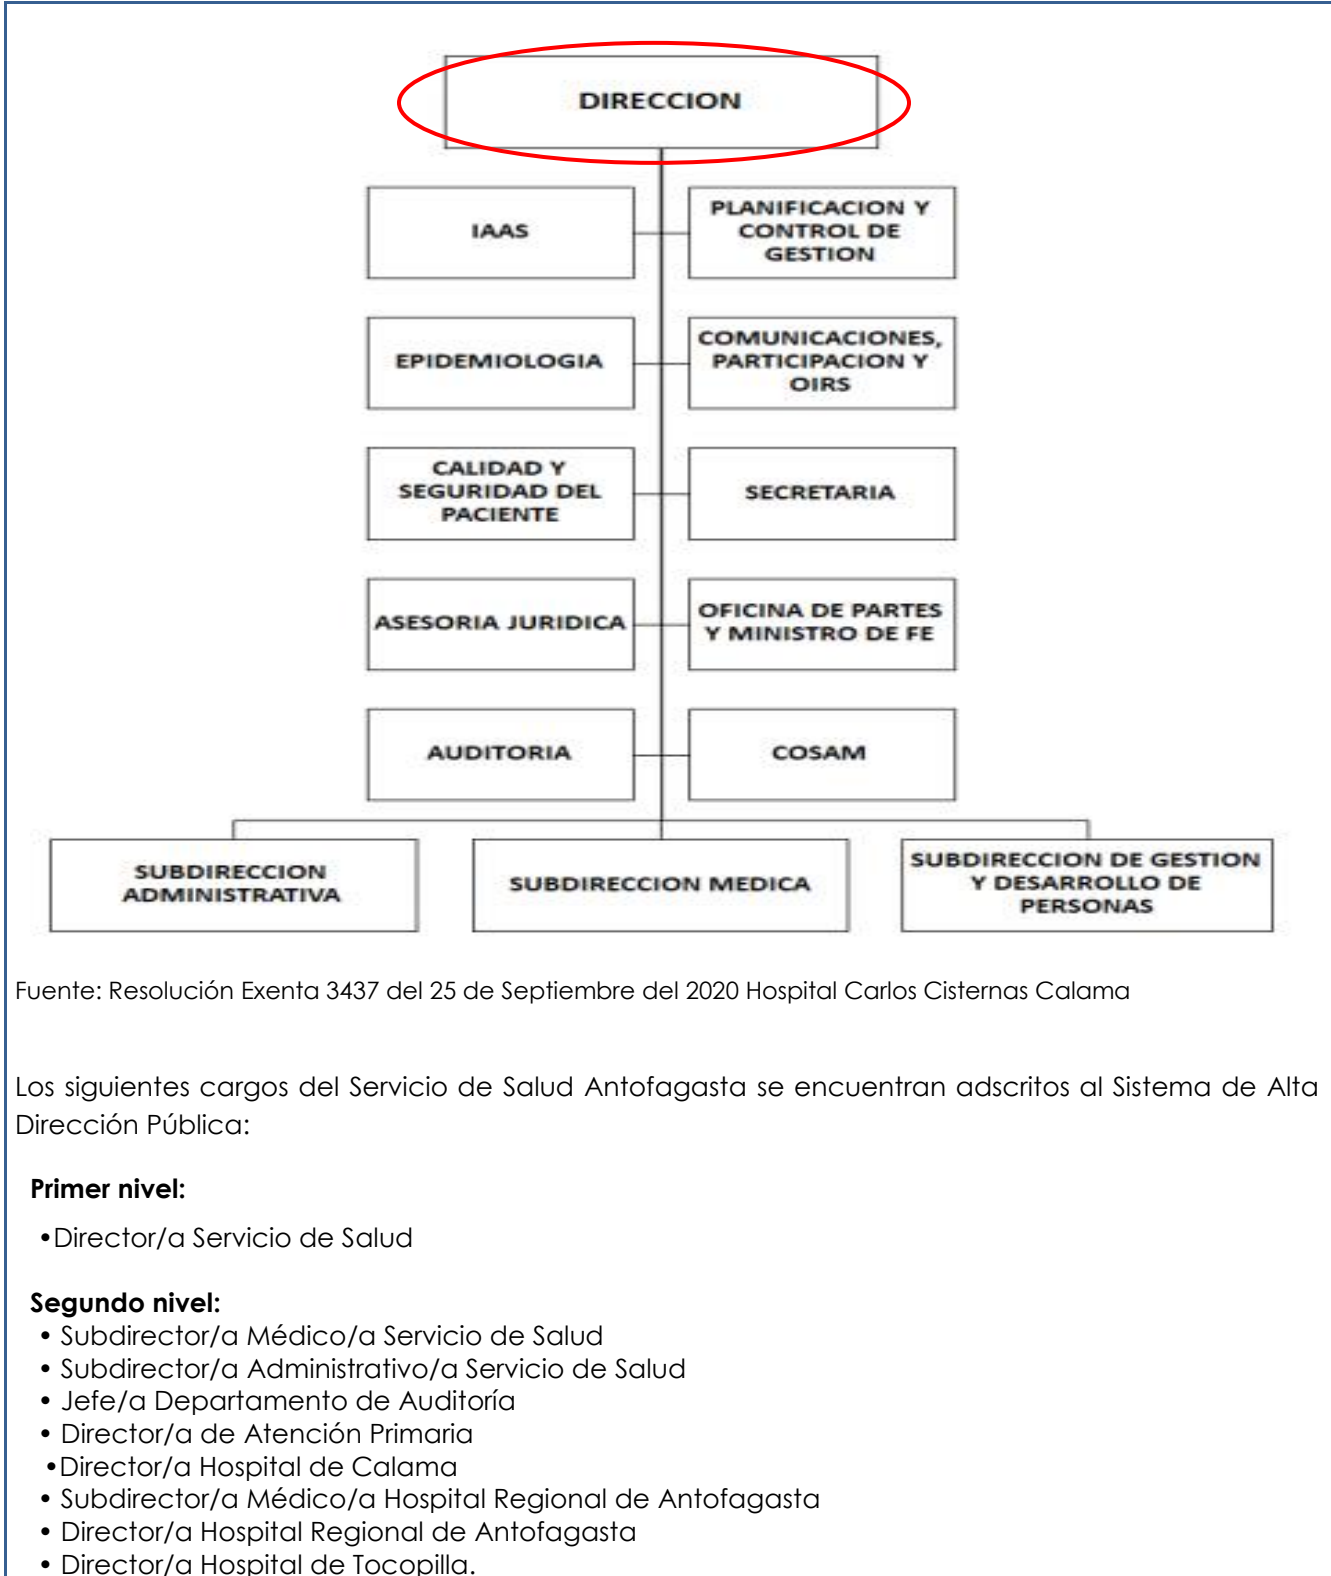 DIRECCION
IAAS
PLANIFICACION Y
CONTROL DE
GESTION
EPIDEMIOLOGIA
COMUNICACIONES,
PARTICIPACION Y
OIRS
CALIDAD Y
SEGURIDAD DEL
PACIENTE
SECRETARIA
ASESORIA JURIDICA
OFICINA DE PARTES
Y MINISTRO DE FE
AUDITORIA
COSAM
SUBDIRECCION
ADMINISTRATIVA
SUBDIRECCION MEDICA
SUBDIRECCION DE GESTION
Y DESARROLLO DE
PERSONAS
Fuente: Resolución Exenta 3437 del 25 de Septiembre del 2020 Hospital Carlos Cisternas Calama
Los siguientes cargos del Servicio de Salud Antofagasta se encuentran adscritos al Sistema de Alta
Dirección Pública:
Primer nivel:
•Director/a Servicio de Salud
Segundo nivel:
• Subdirector/a Médico/a Servicio de Salud
• Subdirector/a Administrativo/a Servicio de Salud
• Jefe/a Departamento de Auditoría
• Director/a de Atención Primaria
•Director/a Hospital de Calama
• Subdirector/a Médico/a Hospital Regional de Antofagasta
• Director/a Hospital Regional de Antofagasta
• Director/a Hospital de Tocopilla.